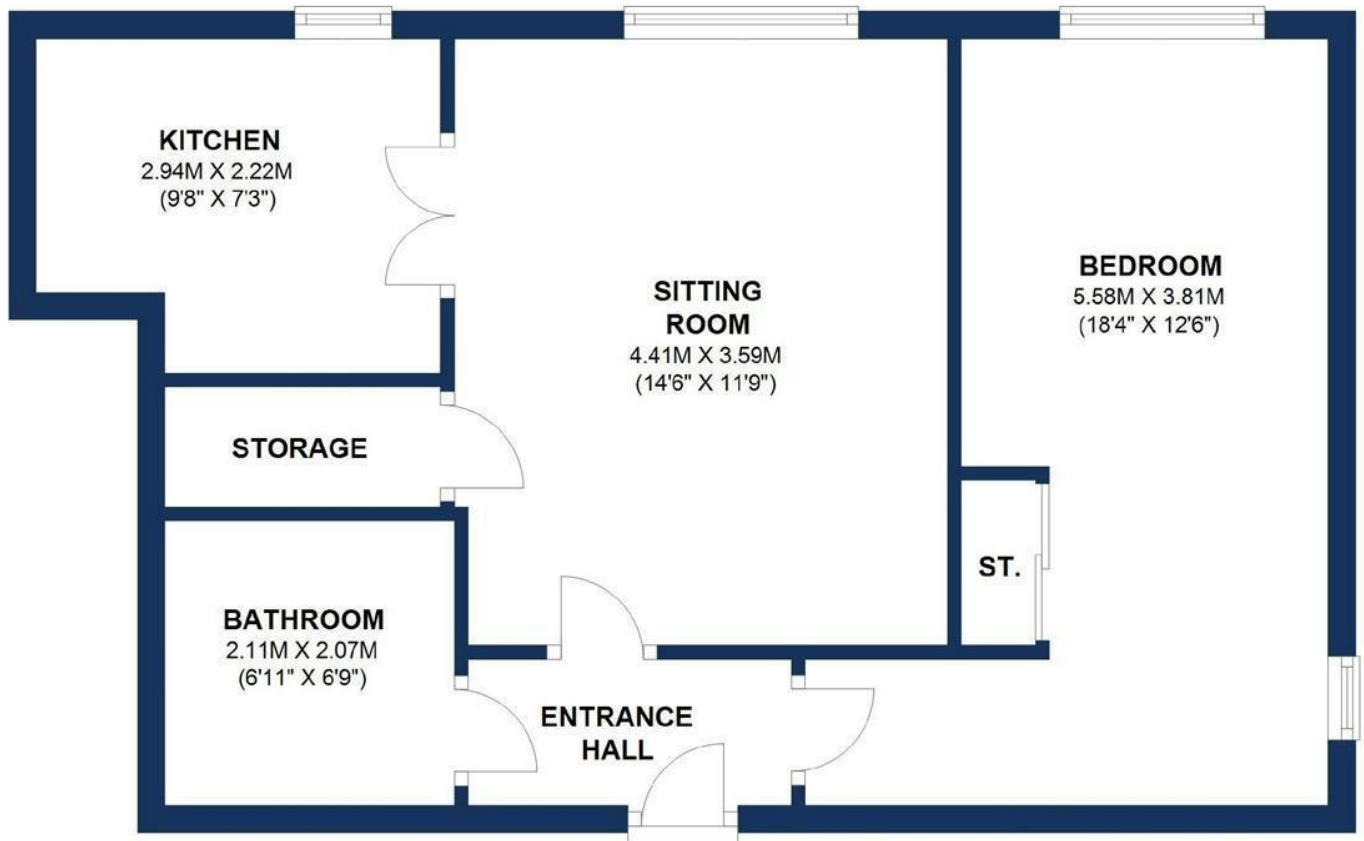 KITCHEN
2.94M X 2.22M
(9'8" X 7'3")
SITTING
ROOM
4.41M X 3.59M
(14'6" X 11'9")
BEDROOM
5.58M X 3.81M
(18'4" X 12'6")
STORAGE
ST.
BATHROOM
2.11M X 2.07M
(6'11" X 6'9")
ENTRANCE
HALL